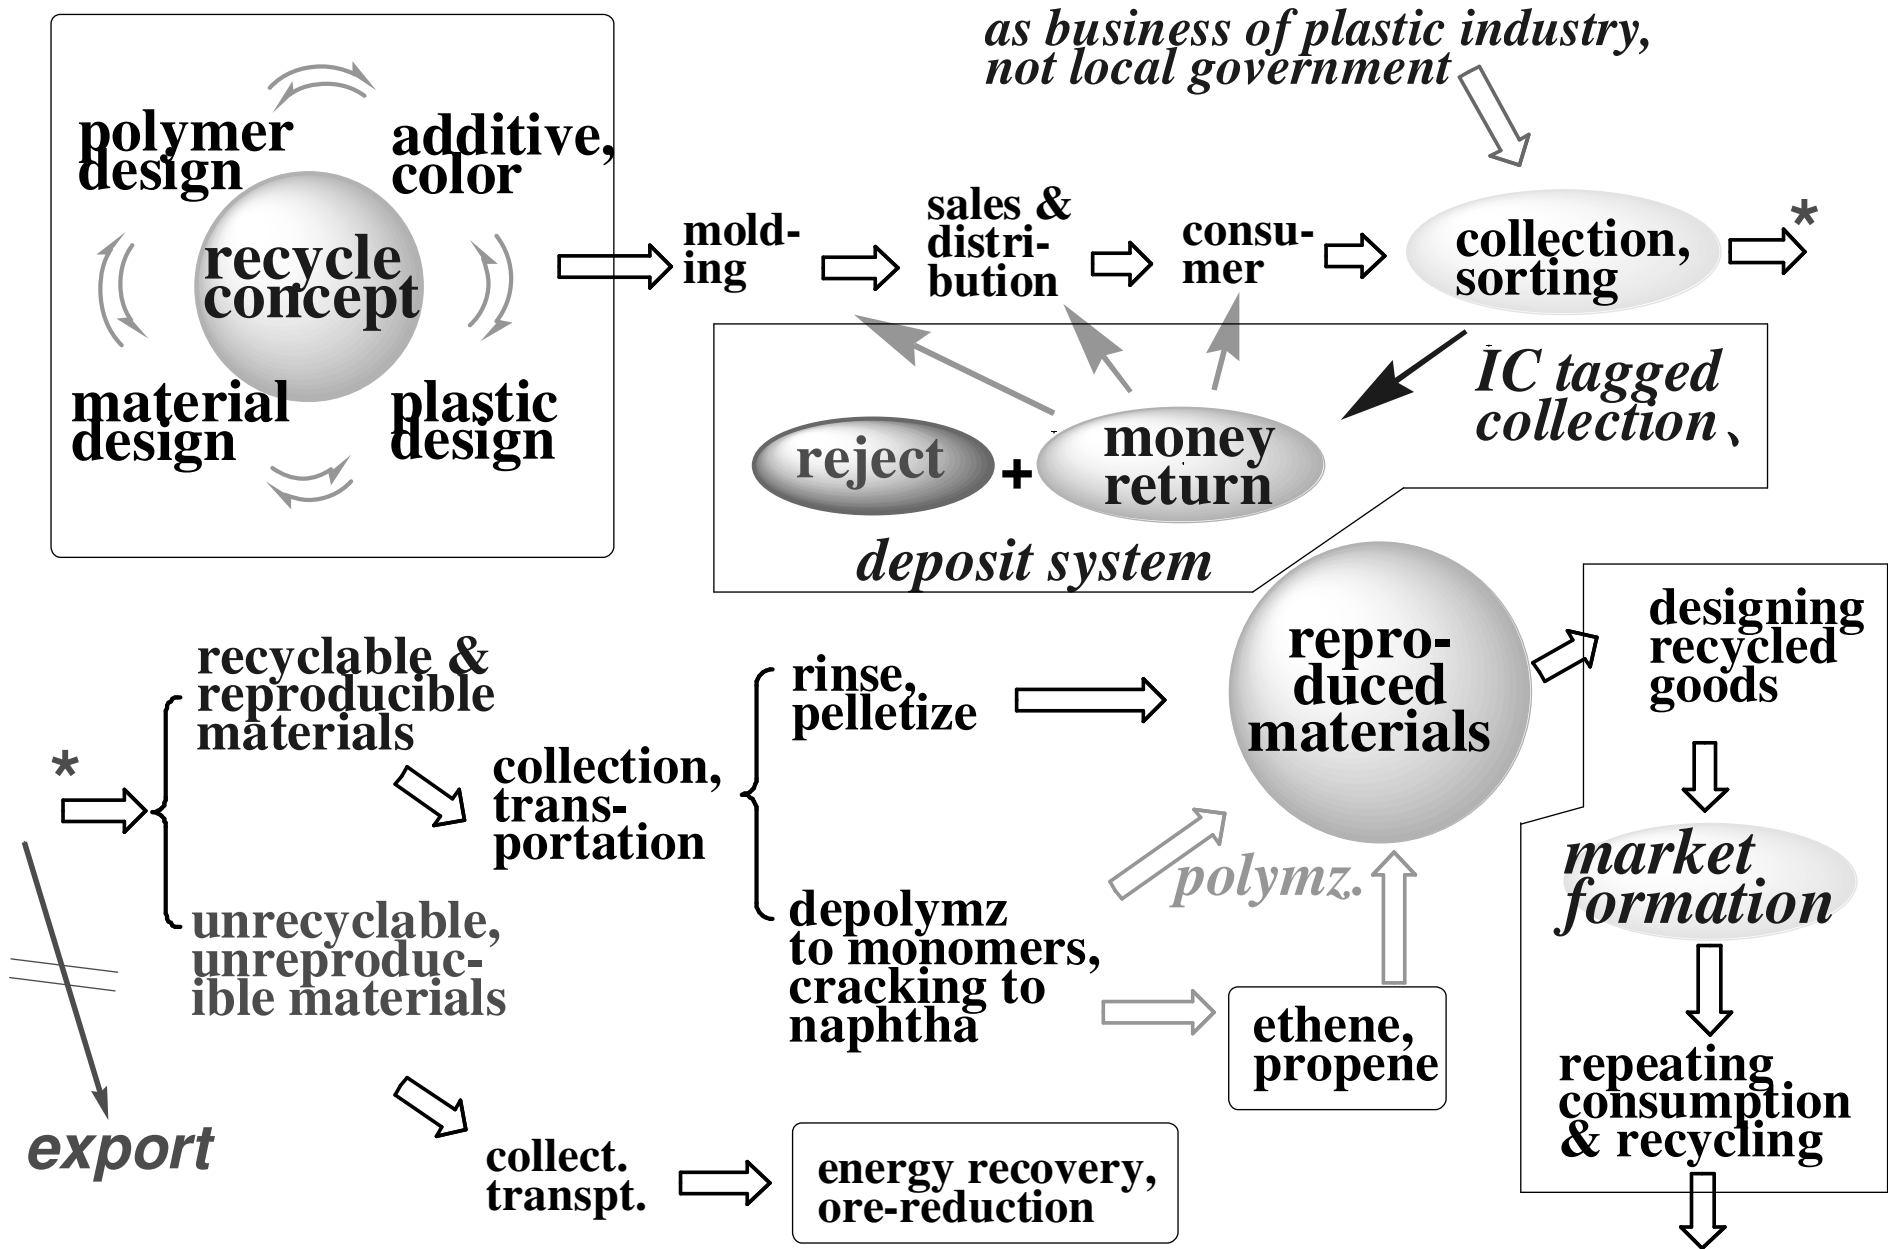 as business of plastic industry,
not local government
polymer
design
additive,
color
recycle
concept
material
design
plastic
design
mold-
ing
sales &
distri-
bution
consu-
mer
collection,
sorting
*
IC tagged
collection、
reject
+
money
return
deposit system
*
recyclable &
reproducible
materials
unrecyclable,
unreproduc-
ible materials
export
collection,
trans-
portation
rinse,
pelletize
depolymz
to monomers,
cracking to
naphtha
polymz.
ethene,
propene
repro-
duced
materials
collect.
transpt.
energy recovery,
ore-reduction
designing
recycled
goods
market
formation
repeating
consumption
& recycling